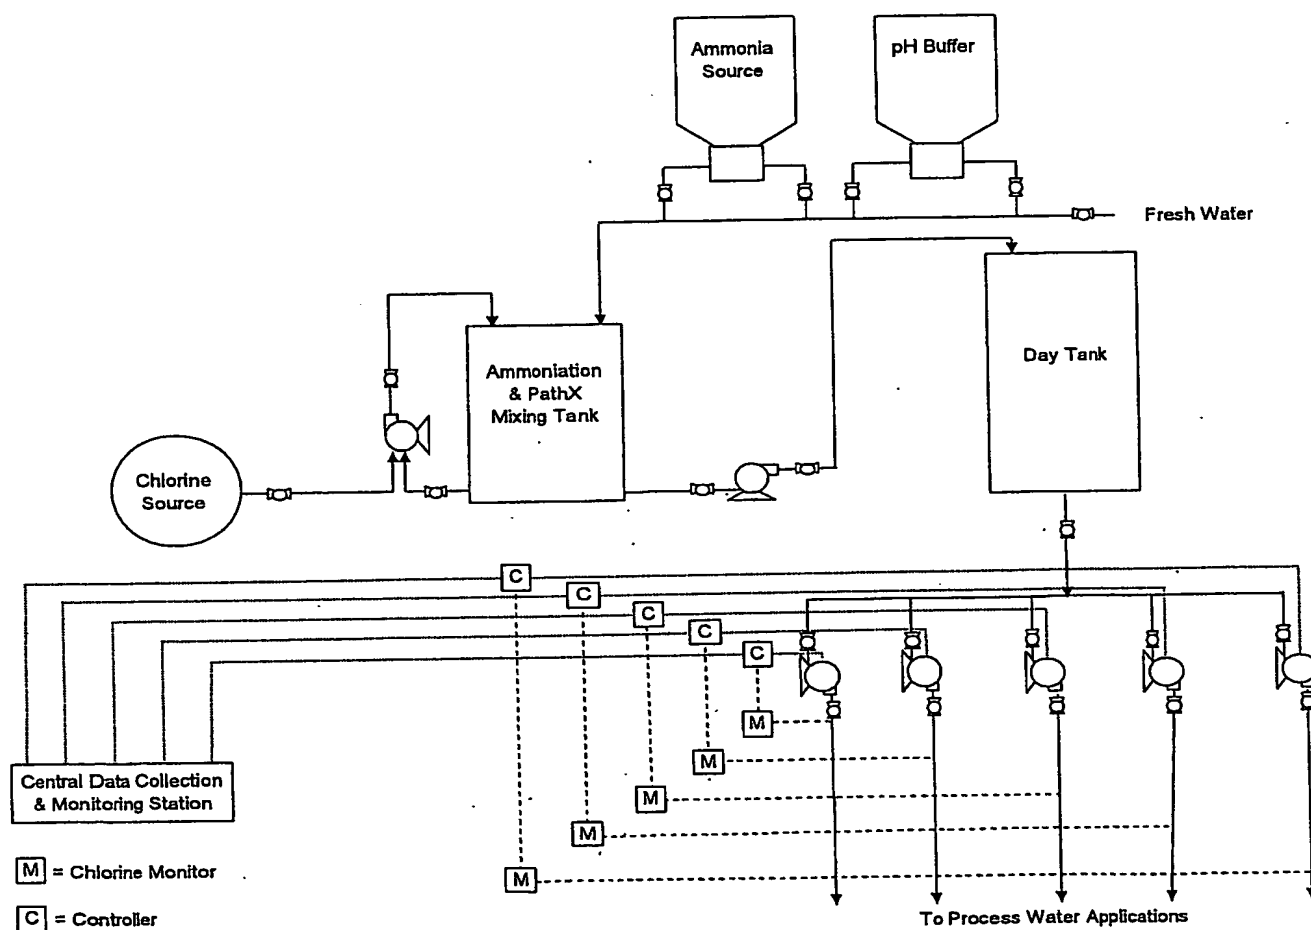 Ammonia
Source
pH Buffer
Fresh Water
Day Tank
Ammoniation
& PathX
Mixing Tank
Chlorine
Source
C
C
C
C
C
M
M
M
M
M
Central Data Collection
& Monitoring Station
M = Chlorine Monitor
C = Controller
To Process Water Applications